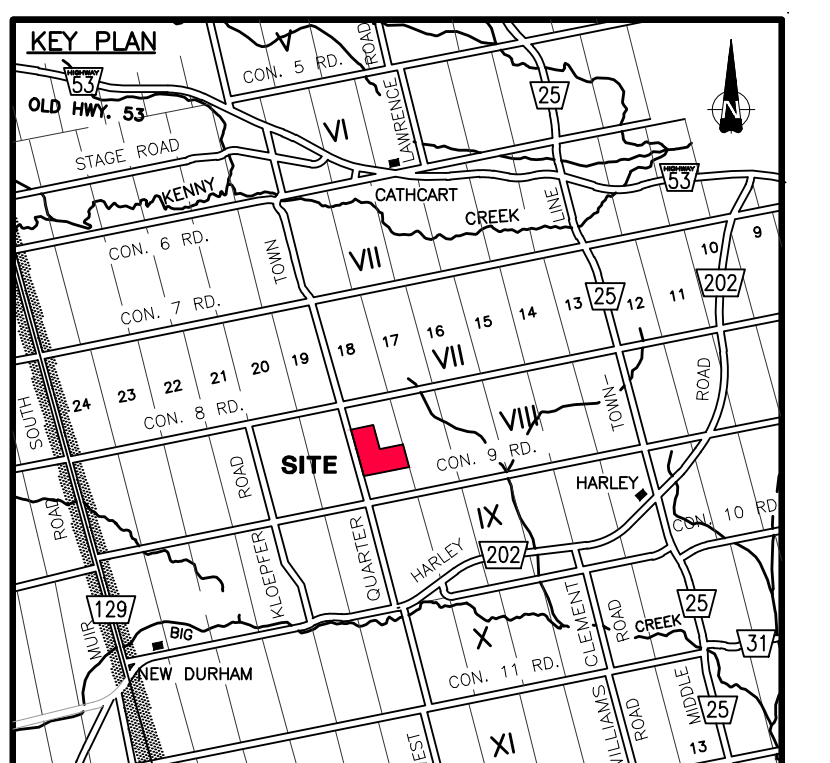 KEY PLAN
V
CON. 5 RD.
ROAD
LAWRENCE
HIGHWAY
53
OLD HWY. 53
25
N
VI
STAGE ROAD
CATHCART
HIGHWAY
53
KENNY
CREEK
LINE
CON. 6 RD.
TOWN
VII
10
9
202
CON. 7 RD.
25
24
23
22
21
20
19
18
17
16
15
14
13
12
11
VII
SOUTH
CON. 8 RD.
TOWN-
ROAD
VIII
SITE
CON. 9 RD.
ROAD
HARLEY
ROAD
IX
CON. 10 RD
KLOEPFER
QUARTER
HARLEY
202
129
CLEMENT
ROAD
25
MUIR
BIG
X
CREEK
31
NEW DURHAM
CON. 11 RD.
WILLIAMS
ROAD
MIDDLE
25
EST
XI
13